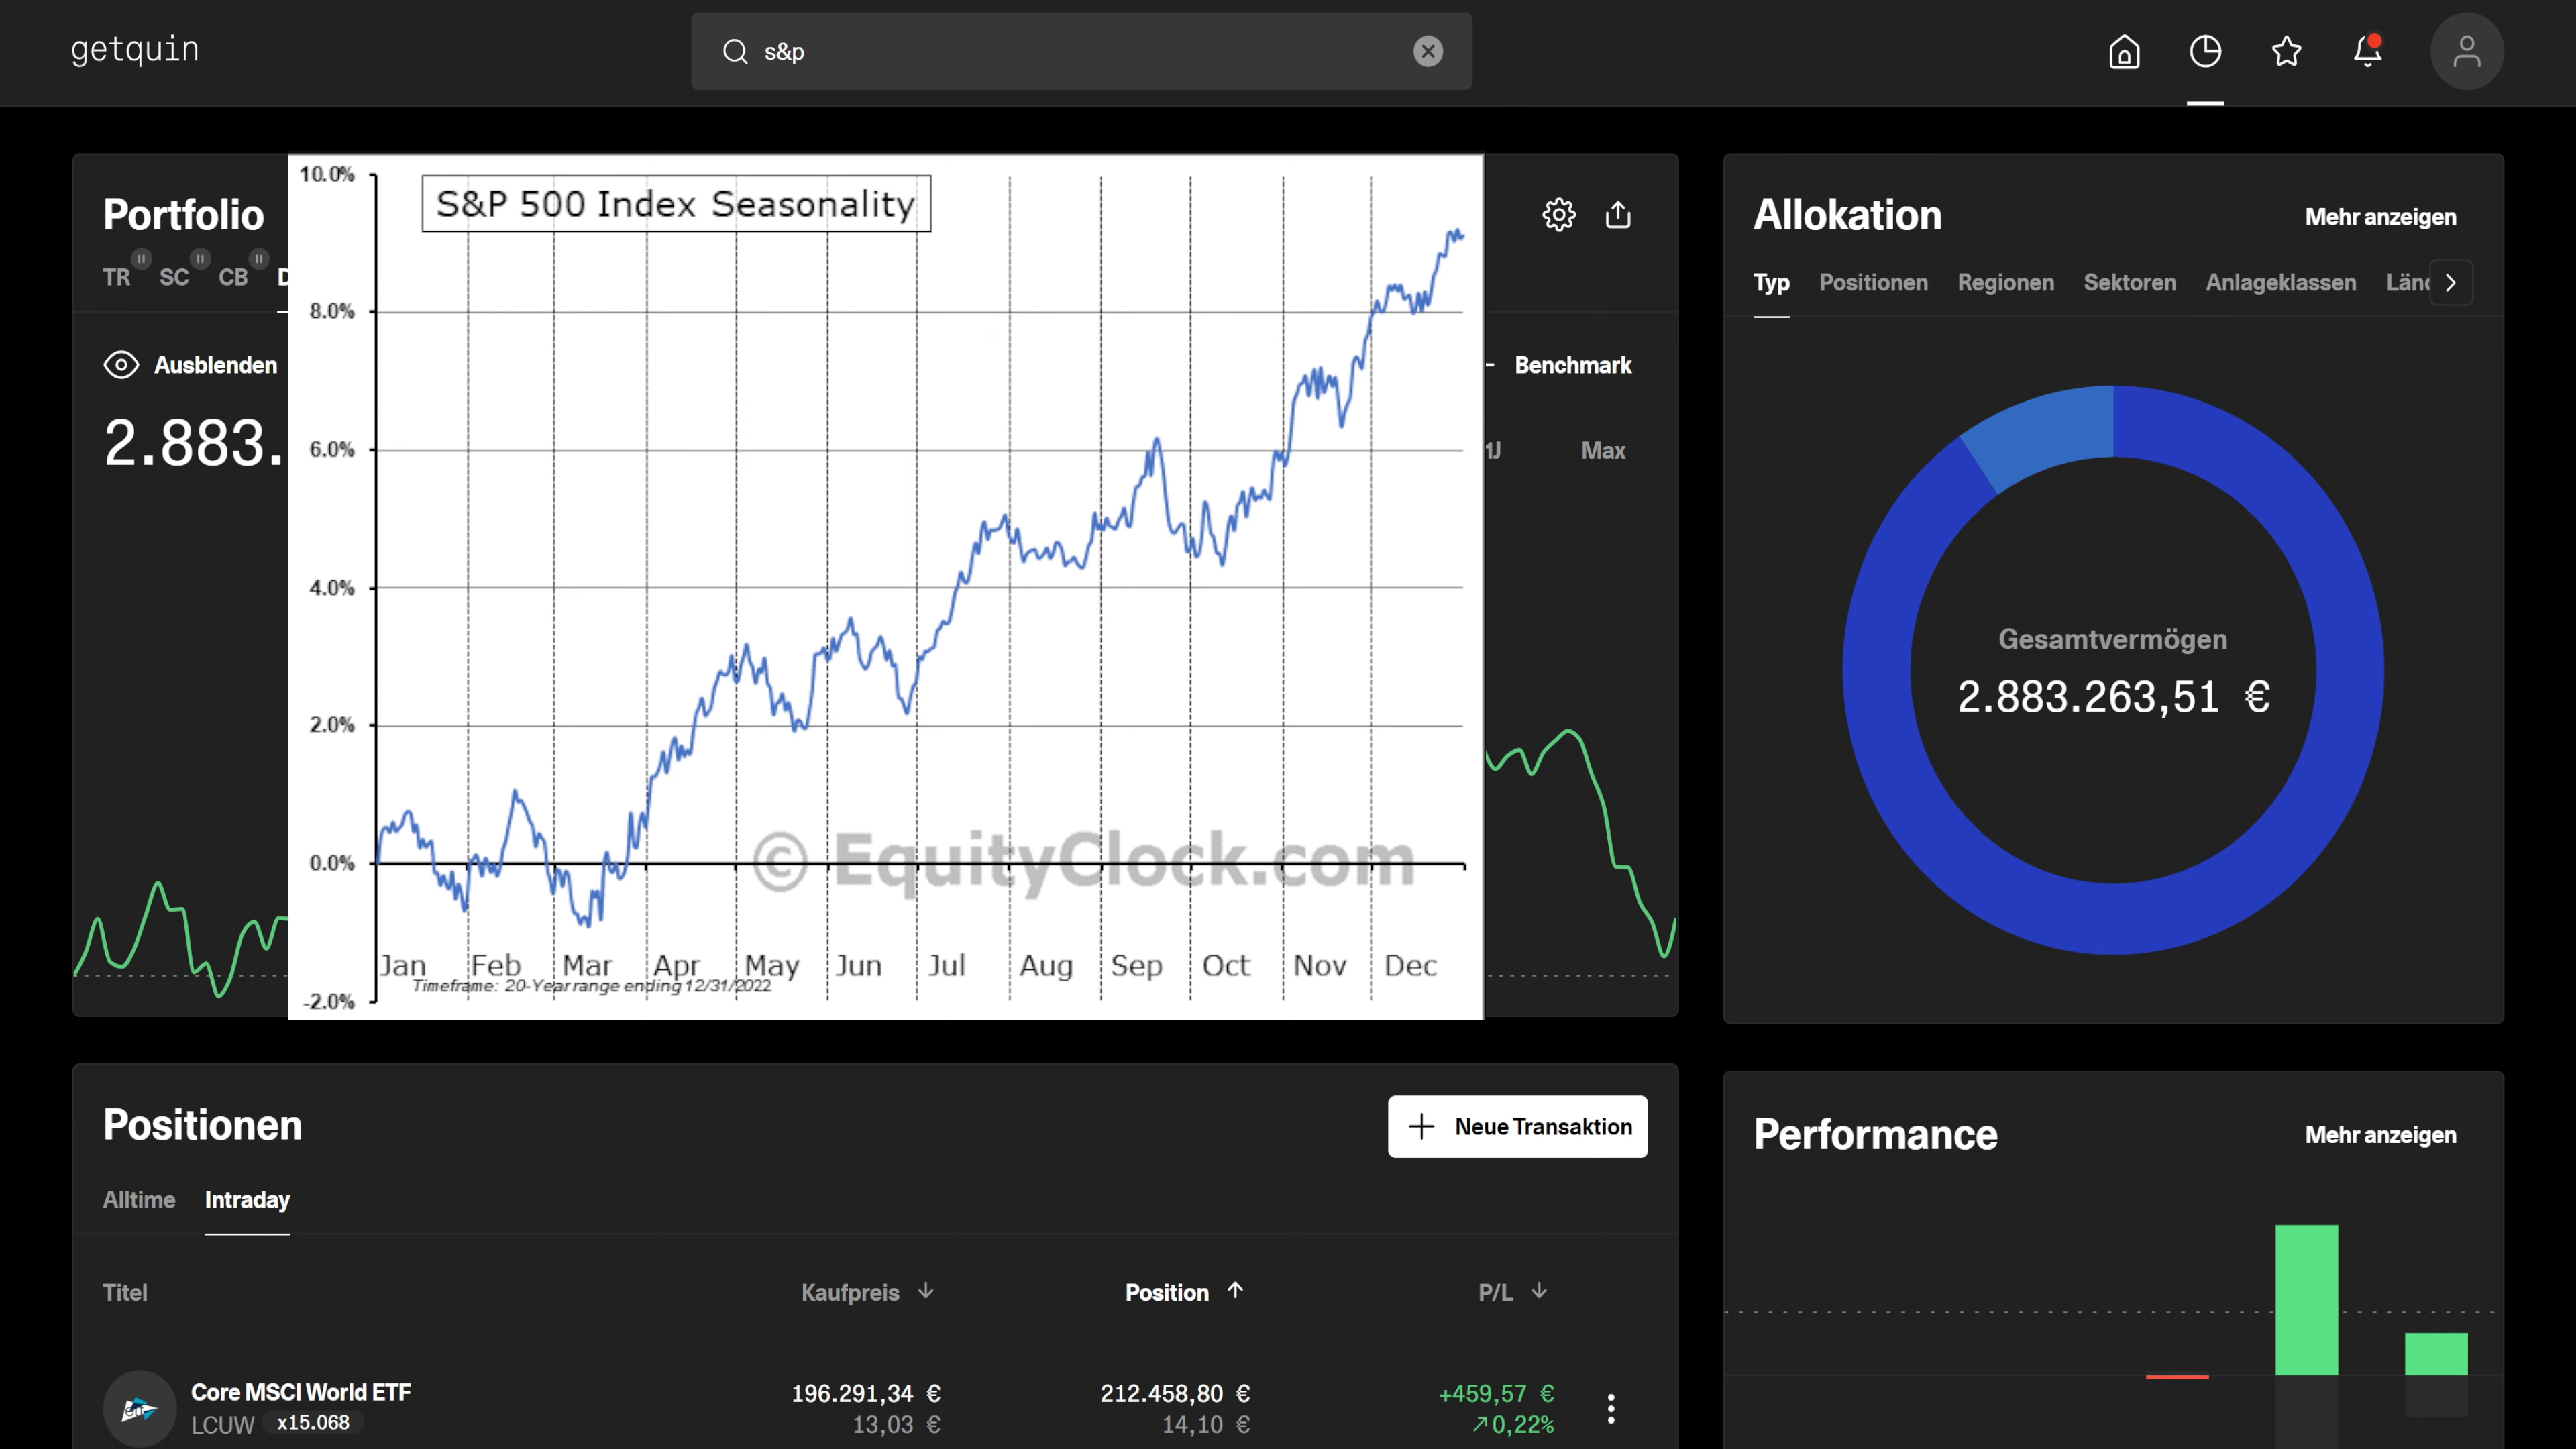 getquin
s&p
Portfolio
TR SC CB D
Ausblenden
2.883.
Benchmark
1J Max
S&P 500 Index Seasonality
10.0%
8.0%
6.0%
4.0%
2.0%
0.0%
-2.0%
© EquityClock.com
Jan Feb Mar Apr May Jun Jul Aug Sep Oct Nov Dec
Timeframe: 20-Year range ending 12/31/2022
Allokation
Mehr anzeigen
Typ Positionen Regionen Sektoren Anlageklassen Länd
Gesamtvermögen
2.883.263,51 €
Positionen
Neue Transaktion
Alltime Intraday
Titel Kaufpreis Position P/L
Core MSCI World ETF 196.291,34 € 212.458,80 € +459,57 €
LCUW x15.068 13,03 € 14,10 € 0,22%
Performance
Mehr anzeigen